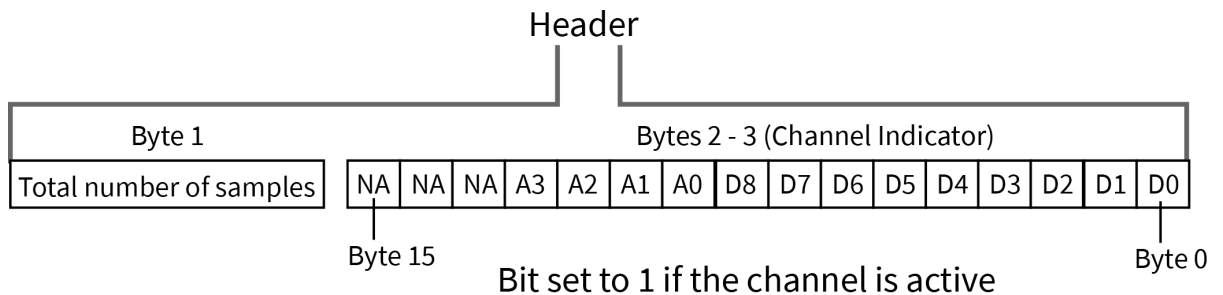 Header
Byte 1
Bytes 2 - 3 (Channel Indicator)
Total number of samples
NA NA NA A3 A2 A1 A0 D8 D7 D6 D5 D4 D3 D2 D1 D0
Byte 15
Byte 0
Bit set to 1 if the channel is active